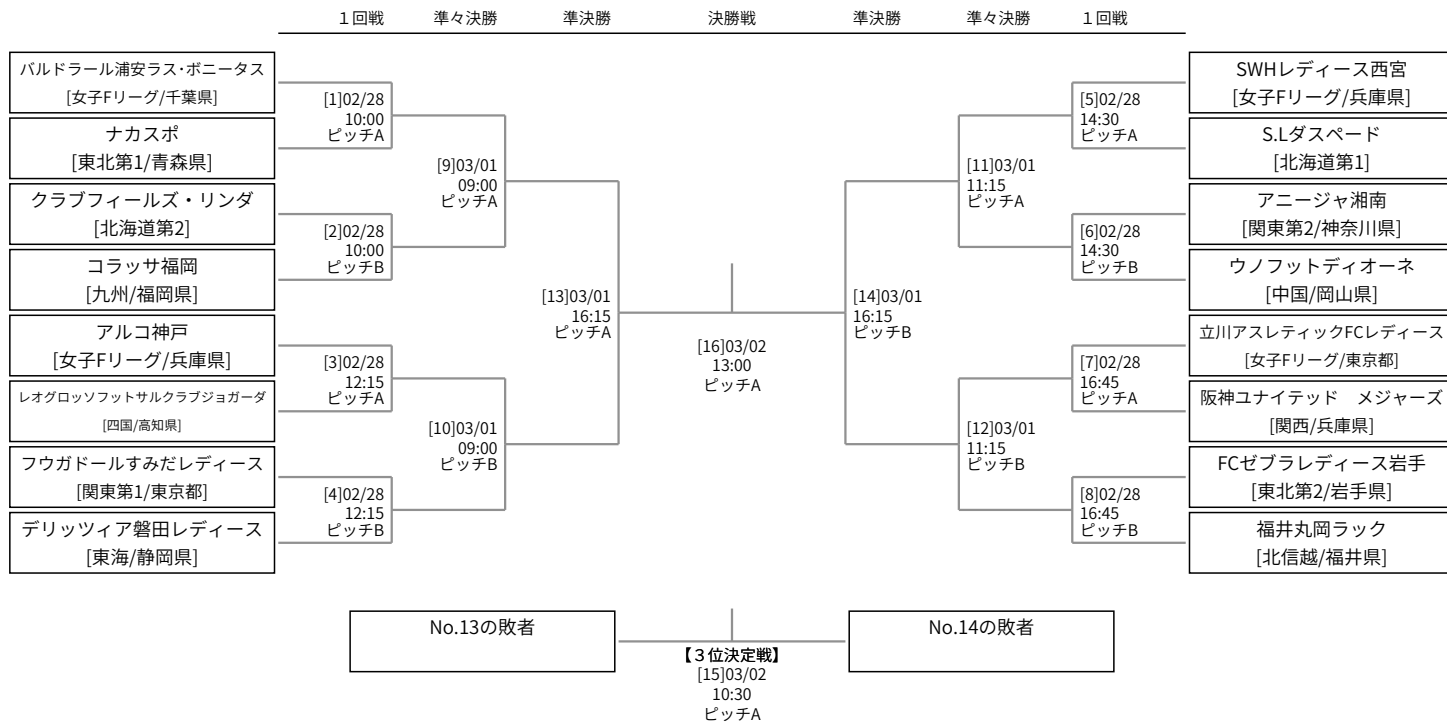 １回戦
準々決勝
準決勝
決勝戦
準決勝
準々決勝
１回戦
バルドラール浦安ラス・ボニータス
[女子Fリーグ/千葉県]
ナカスポ
[東北第1/青森県]
クラブフィールズ・リンダ
[北海道第2]
コラッサ福岡
[九州/福岡県]
アルコ神戸
[女子Fリーグ/兵庫県]
レオグロッソフットサルクラブジョガーダ
[四国/高知県]
フウガドールすみだレディース
[関東第1/東京都]
デリッツィア磐田レディース
[東海/静岡県]
[1]02/28
10:00
ピッチA
[2]02/28
10:00
ピッチB
[3]02/28
12:15
ピッチA
[4]02/28
12:15
ピッチB
[9]03/01
09:00
ピッチA
[10]03/01
09:00
ピッチB
[13]03/01
16:15
ピッチA
[16]03/02
13:00
ピッチA
[14]03/01
16:15
ピッチB
[11]03/01
11:15
ピッチA
[12]03/01
11:15
ピッチB
[5]02/28
14:30
ピッチA
[6]02/28
14:30
ピッチB
[7]02/28
16:45
ピッチA
[8]02/28
16:45
ピッチB
SWHレディース西宮
[女子Fリーグ/兵庫県]
S.Lダスペード
[北海道第1]
アニージャ湘南
[関東第2/神奈川県]
ウノフットディオーネ
[中国/岡山県]
立川アスレティックFCレディース
[女子Fリーグ/東京都]
阪神ユナイテッド　メジャーズ
[関西/兵庫県]
FCゼブラレディース岩手
[東北第2/岩手県]
福井丸岡ラック
[北信越/福井県]
No.13の敗者
No.14の敗者
【３位決定戦】
[15]03/02
10:30
ピッチA